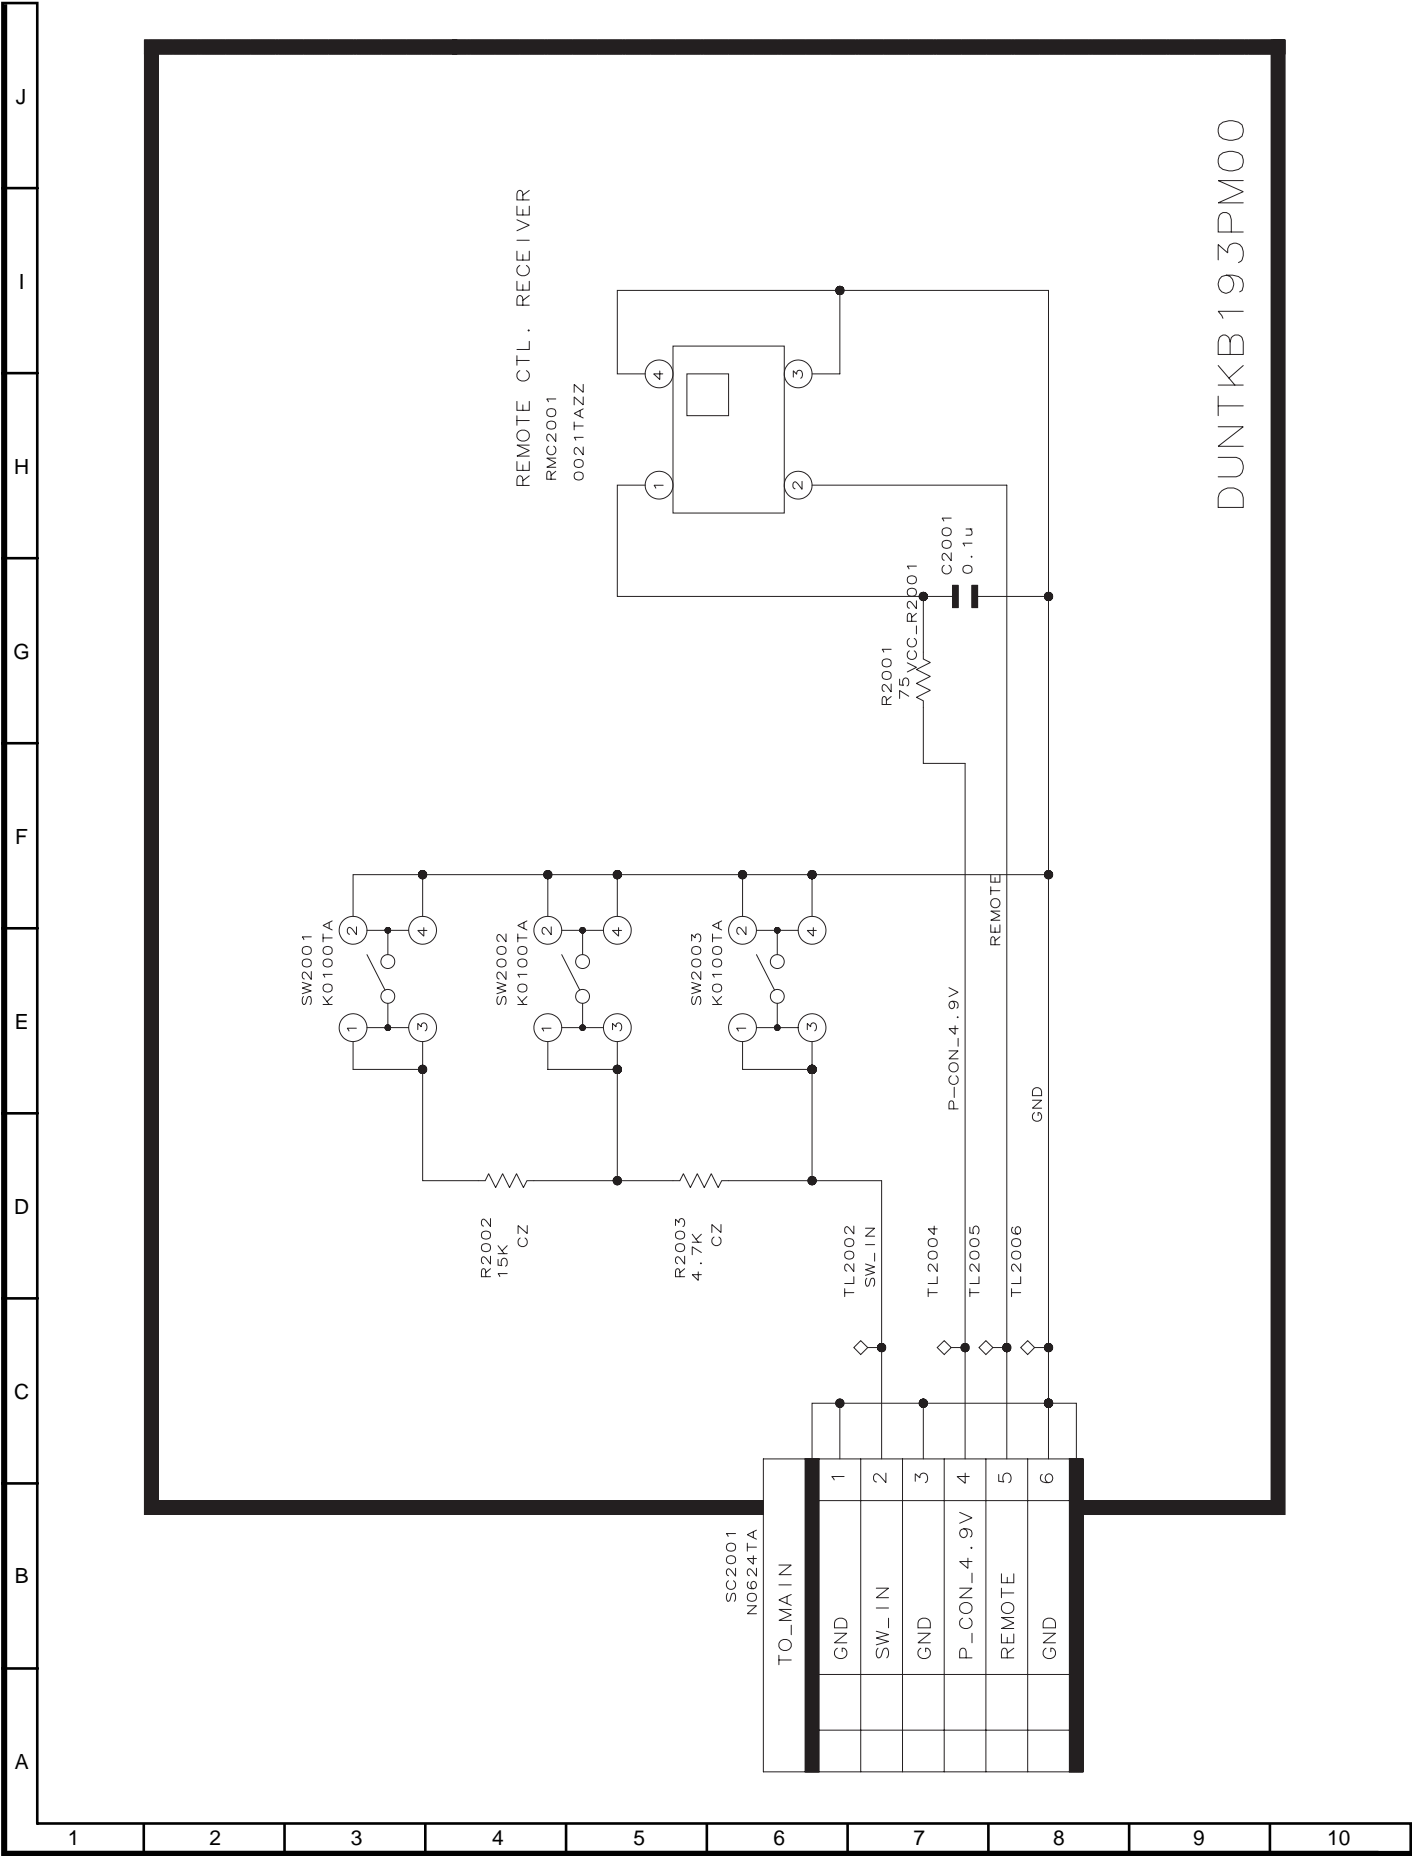 J
I
H
G
F
E
D
C
B
A
1
2
3
4
5
6
7
8
9
10
DUNTKB193PM00
REMOTE CTL. RECEIVER
RMC2001
0021TAZZ
4
3
1
2
C2001
0.1u
VCC_R2001
R2001
75
SW2001
K0100TA
2
4
1
3
SW2002
K0100TA
2
4
1
3
SW2003
K0100TA
2
4
1
3
REMOTE
P-CON_4.9V
GND
R2002
15K
CZ
R2003
4.7K
CZ
TL2002
SW_IN
TL2004
TL2005
TL2006
SC2001
N0624TA
TO_MAIN
1
GND
2
SW_IN
3
GND
4
P_CON_4.9V
5
REMOTE
6
GND